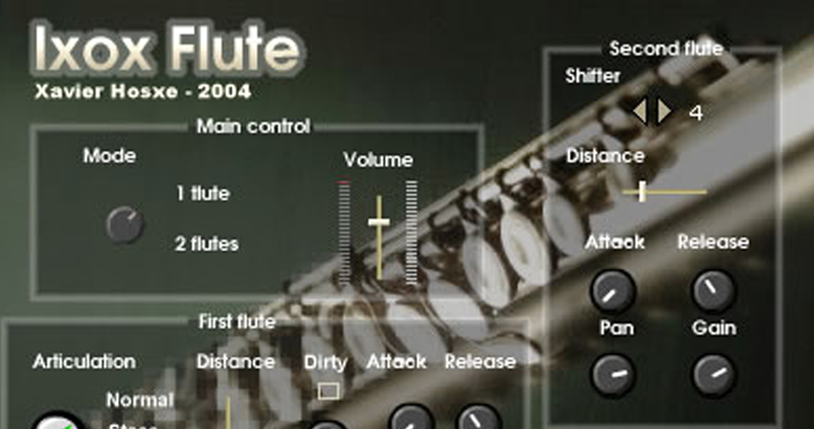 Ixox Flute
Xavier Hosxe - 2004
Main control
Mode
Volume
1 flute
2 flutes
Second flute
Shifter
4
Distance
Attack
Release
Pan
Gain
First flute
Articulation
Distance
Dirty
Attack
Release
Normal